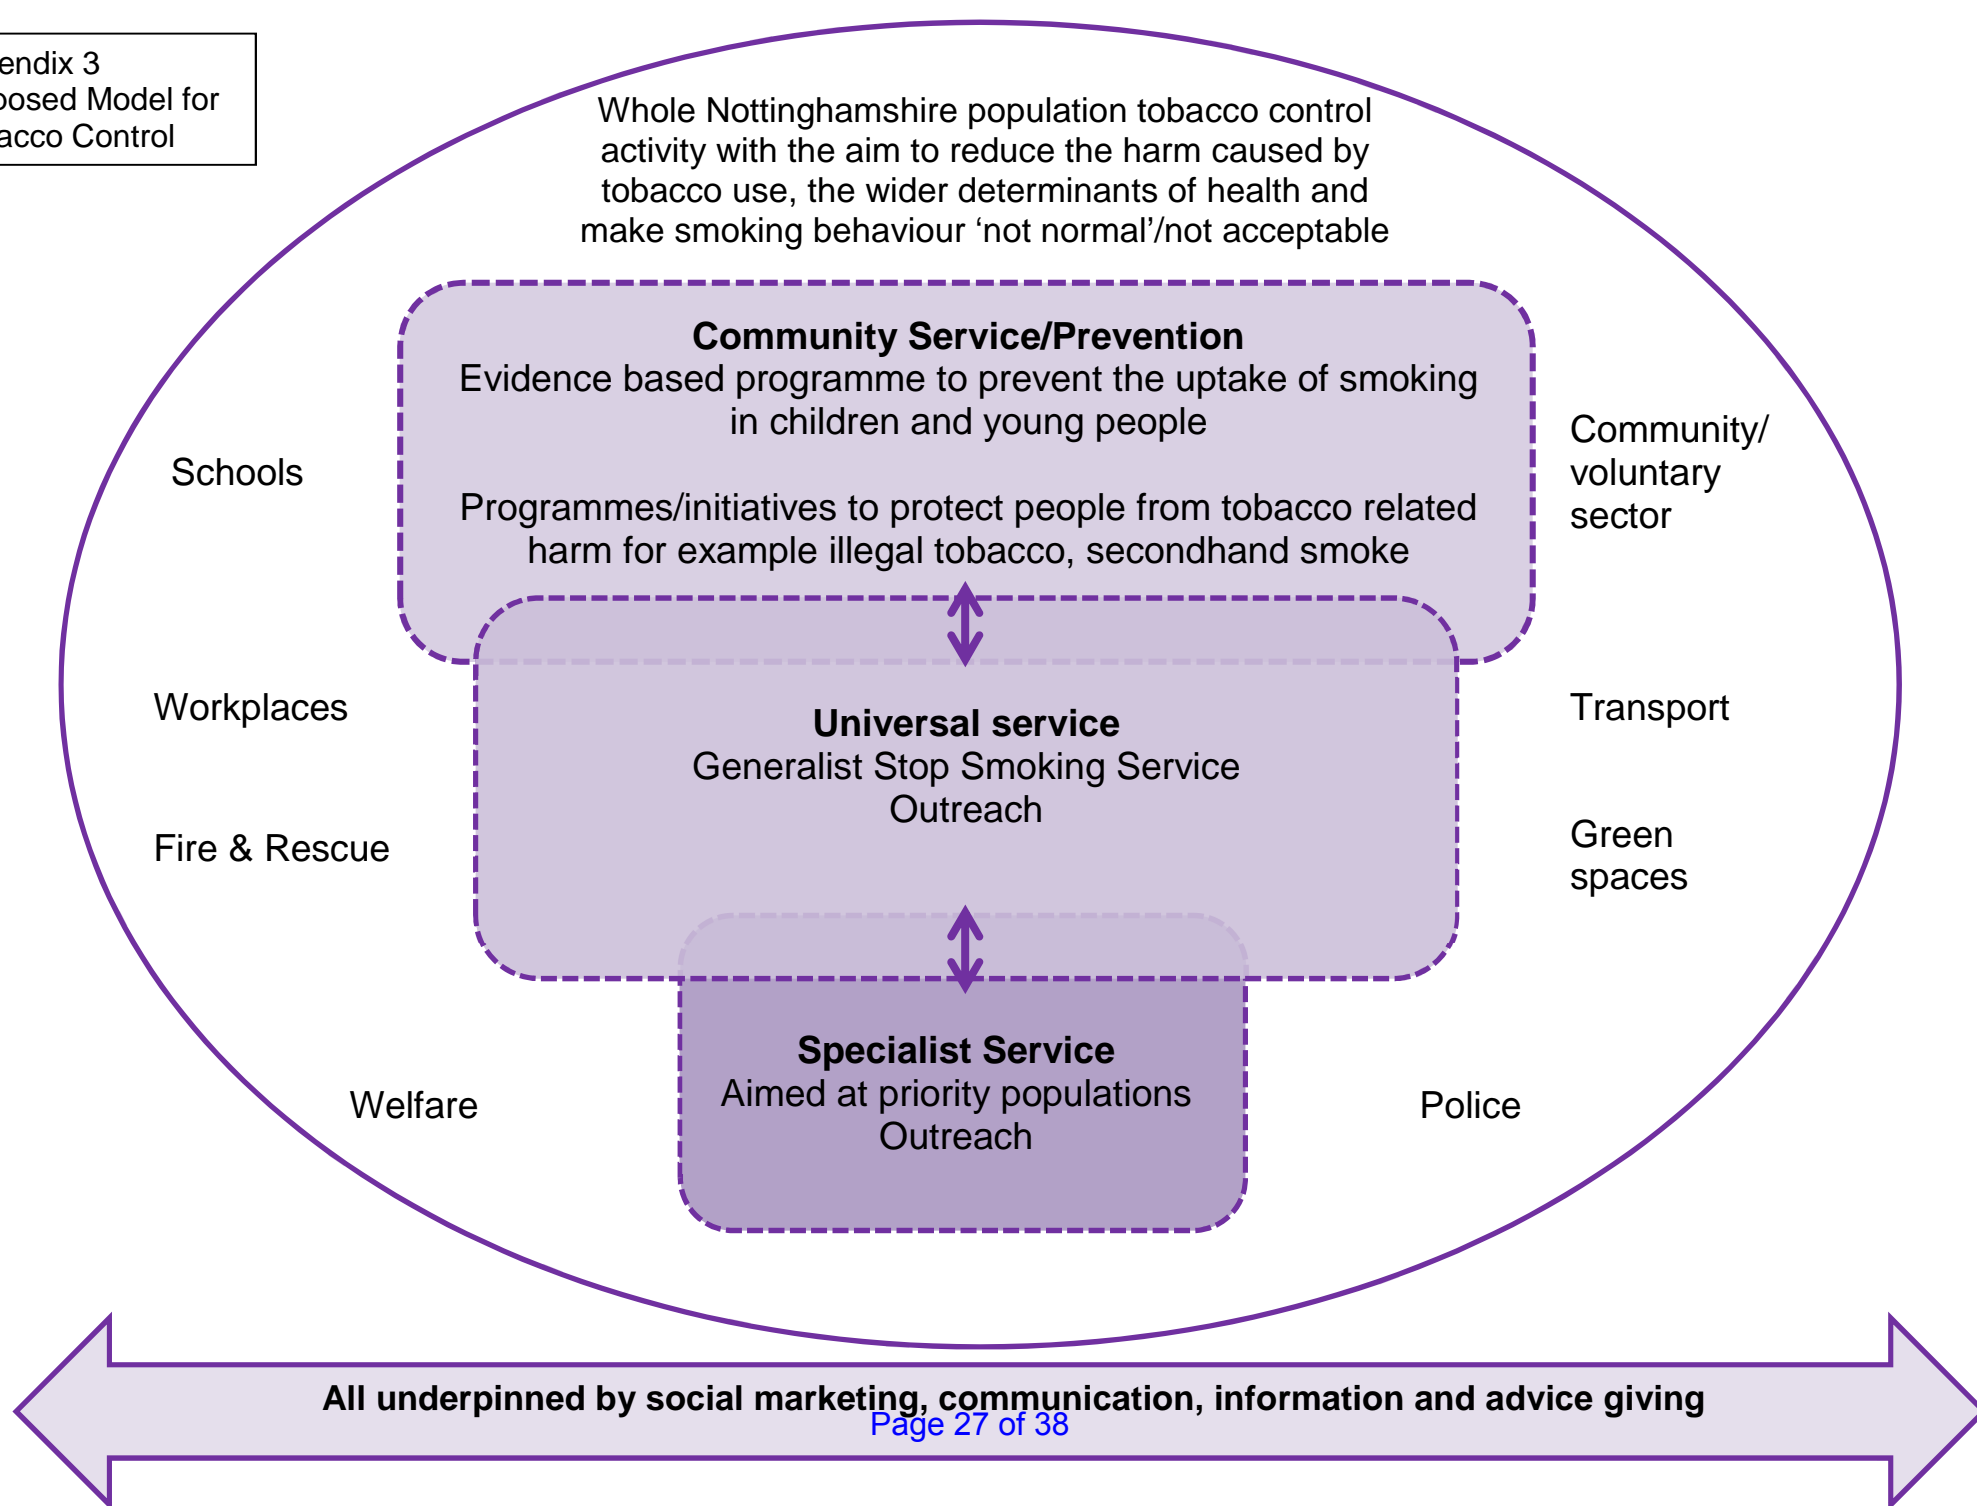 endix 3
posed Model for
acco Control
Whole Nottinghamshire population tobacco control
activity with the aim to reduce the harm caused by
tobacco use, the wider determinants of health and
make smoking behaviour ‘not normal’/not acceptable
Community Service/Prevention
Evidence based programme to prevent the uptake of smoking
in children and young people
Programmes/initiatives to protect people from tobacco related
harm for example illegal tobacco, secondhand smoke
Schools
Community/
voluntary
sector
Workplaces
Universal service
Generalist Stop Smoking Service
Outreach
Transport
Fire & Rescue
Green
spaces
Specialist Service
Aimed at priority populations
Outreach
Welfare
Police
All underpinned by social marketing, communication, information and advice giving
Page 27 of 38